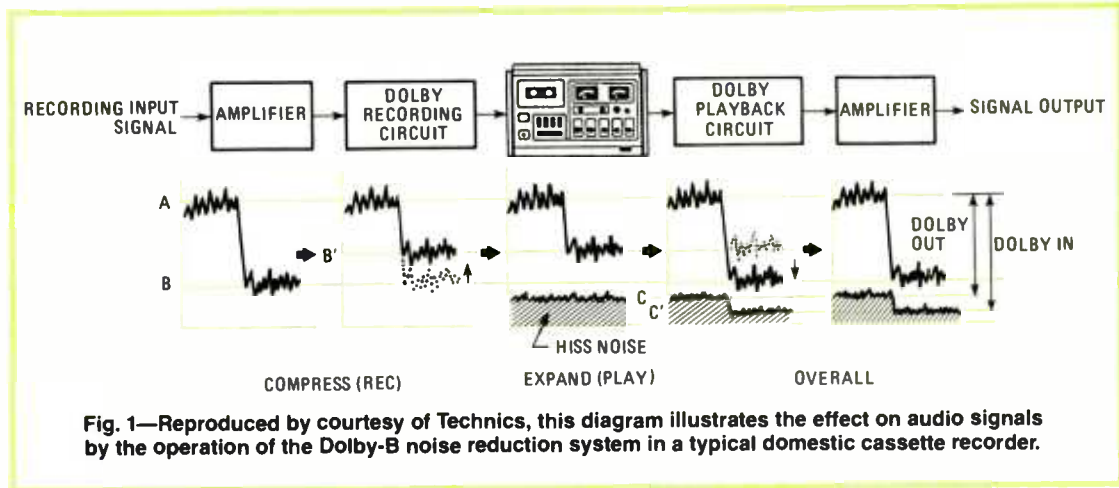 RECORDING INPUT
SIGNAL
AMPLIFIER
DOLBY
RECORDING
CIRCUIT
DOLBY
PLAYBACK
CIRCUIT
AMPLIFIER
SIGNAL OUTPUT
A
B
B'
C
C'
HISS NOISE
DOLBY
OUT
DOLBY IN
COMPRESS (REC)
EXPAND (PLAY)
OVERALL
Fig. 1—Reproduced by courtesy of Technics, this diagram illustrates the effect on audio signals
by the operation of the Dolby-B noise reduction system in a typical domestic cassette recorder.